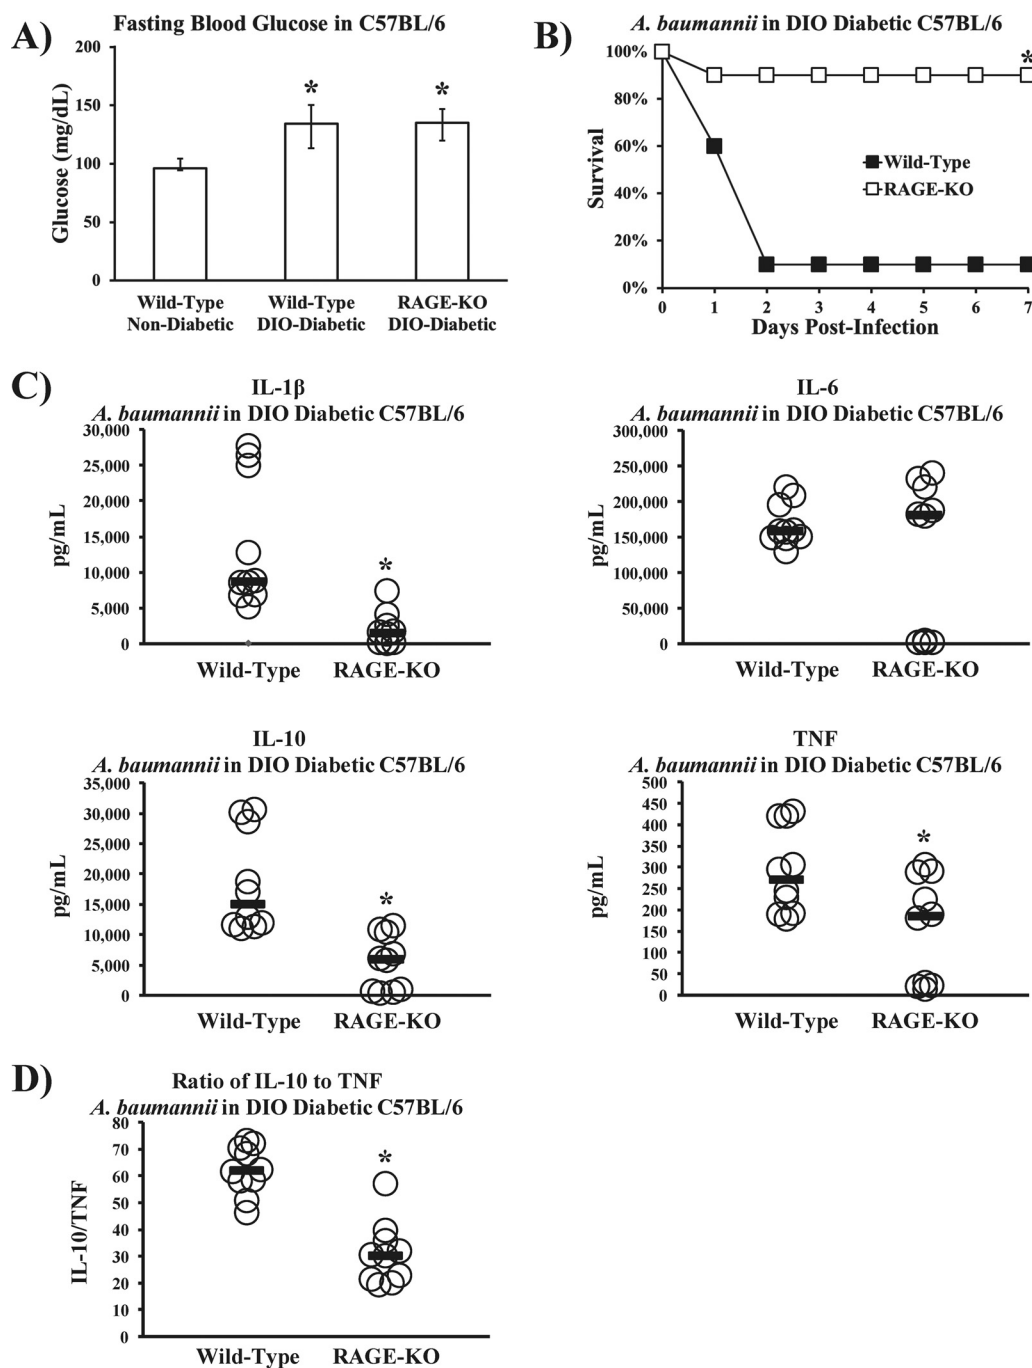 A)
Fasting Blood Glucose in C57BL/6
Glucose (mg/dL)
200
150
100
50
0
*
*
Wild-Type
Non-Diabetic
Wild-Type
DIO-Diabetic
RAGE-KO
DIO-Diabetic
B)
A. baumannii in DIO Diabetic C57BL/6
Survival
100%
80%
60%
40%
20%
0%
*
Wild-Type
RAGE-KO
0 1 2 3 4 5 6 7
Days Post-Infection
C)
IL-1β
A. baumannii in DIO Diabetic C57BL/6
pg/mL
30,000
25,000
20,000
15,000
10,000
5,000
0
*
Wild-Type RAGE-KO
IL-6
A. baumannii in DIO Diabetic C57BL/6
pg/mL
300,000
250,000
200,000
150,000
100,000
50,000
0
Wild-Type RAGE-KO
IL-10
A. baumannii in DIO Diabetic C57BL/6
pg/mL
35,000
30,000
25,000
20,000
15,000
10,000
5,000
0
*
Wild-Type RAGE-KO
TNF
A. baumannii in DIO Diabetic C57BL/6
pg/mL
500
450
400
350
300
250
200
150
100
50
0
*
Wild-Type RAGE-KO
D)
Ratio of IL-10 to TNF
A. baumannii in DIO Diabetic C57BL/6
IL-10/TNF
80
70
60
50
40
30
20
10
0
*
Wild-Type RAGE-KO